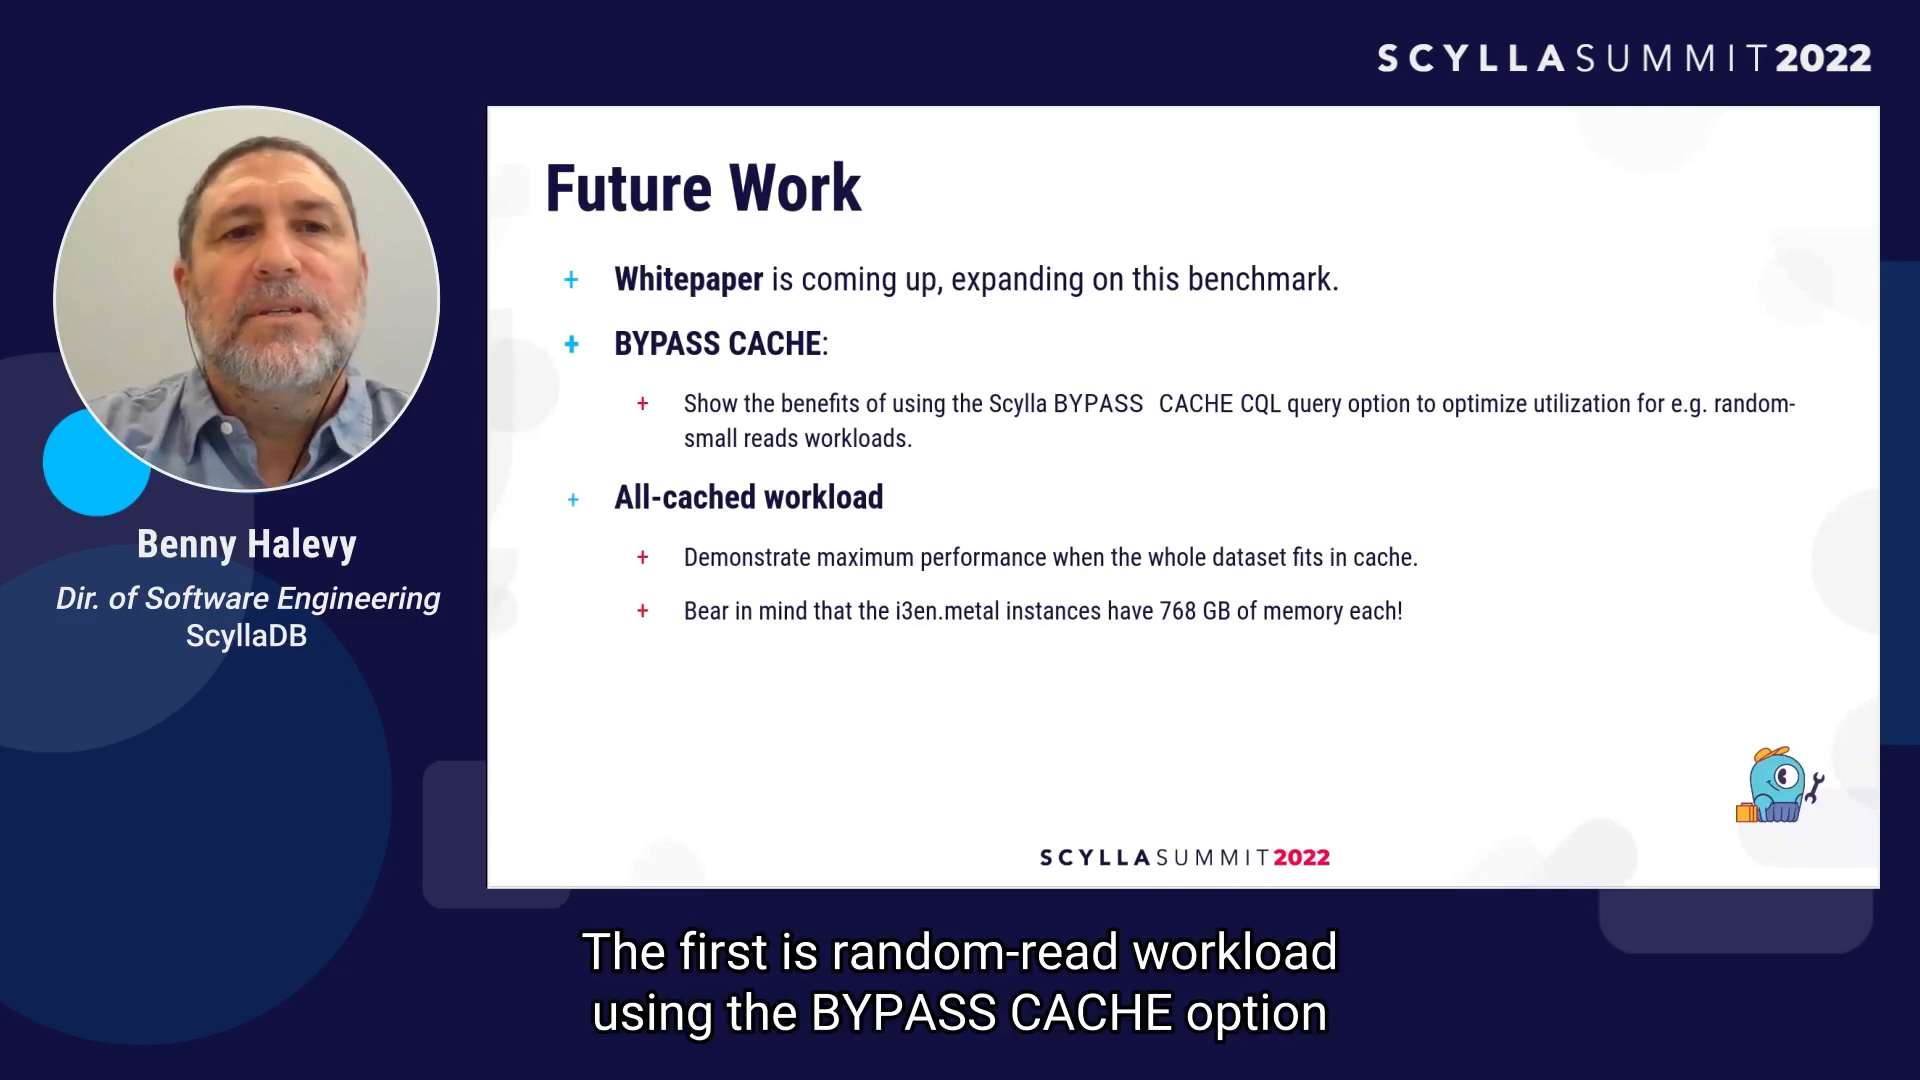 SCYLLASUMMIT2022
Future Work
+ Whitepaper is coming up, expanding on this benchmark.
+ BYPASS CACHE:
+ Show the benefits of using the Scylla BYPASS CACHE CQL query option to optimize utilization for e.g. random-
small reads workloads.
+ All-cached workload
+ Demonstrate maximum performance when the whole dataset fits in cache.
+ Bear in mind that the i3en.metal instances have 768 GB of memory each!
SCYLLASUMMIT2022
Benny Halevy
Dir. of Software Engineering
ScyllaDB
The first is random-read workload
using the BYPASS CACHE option